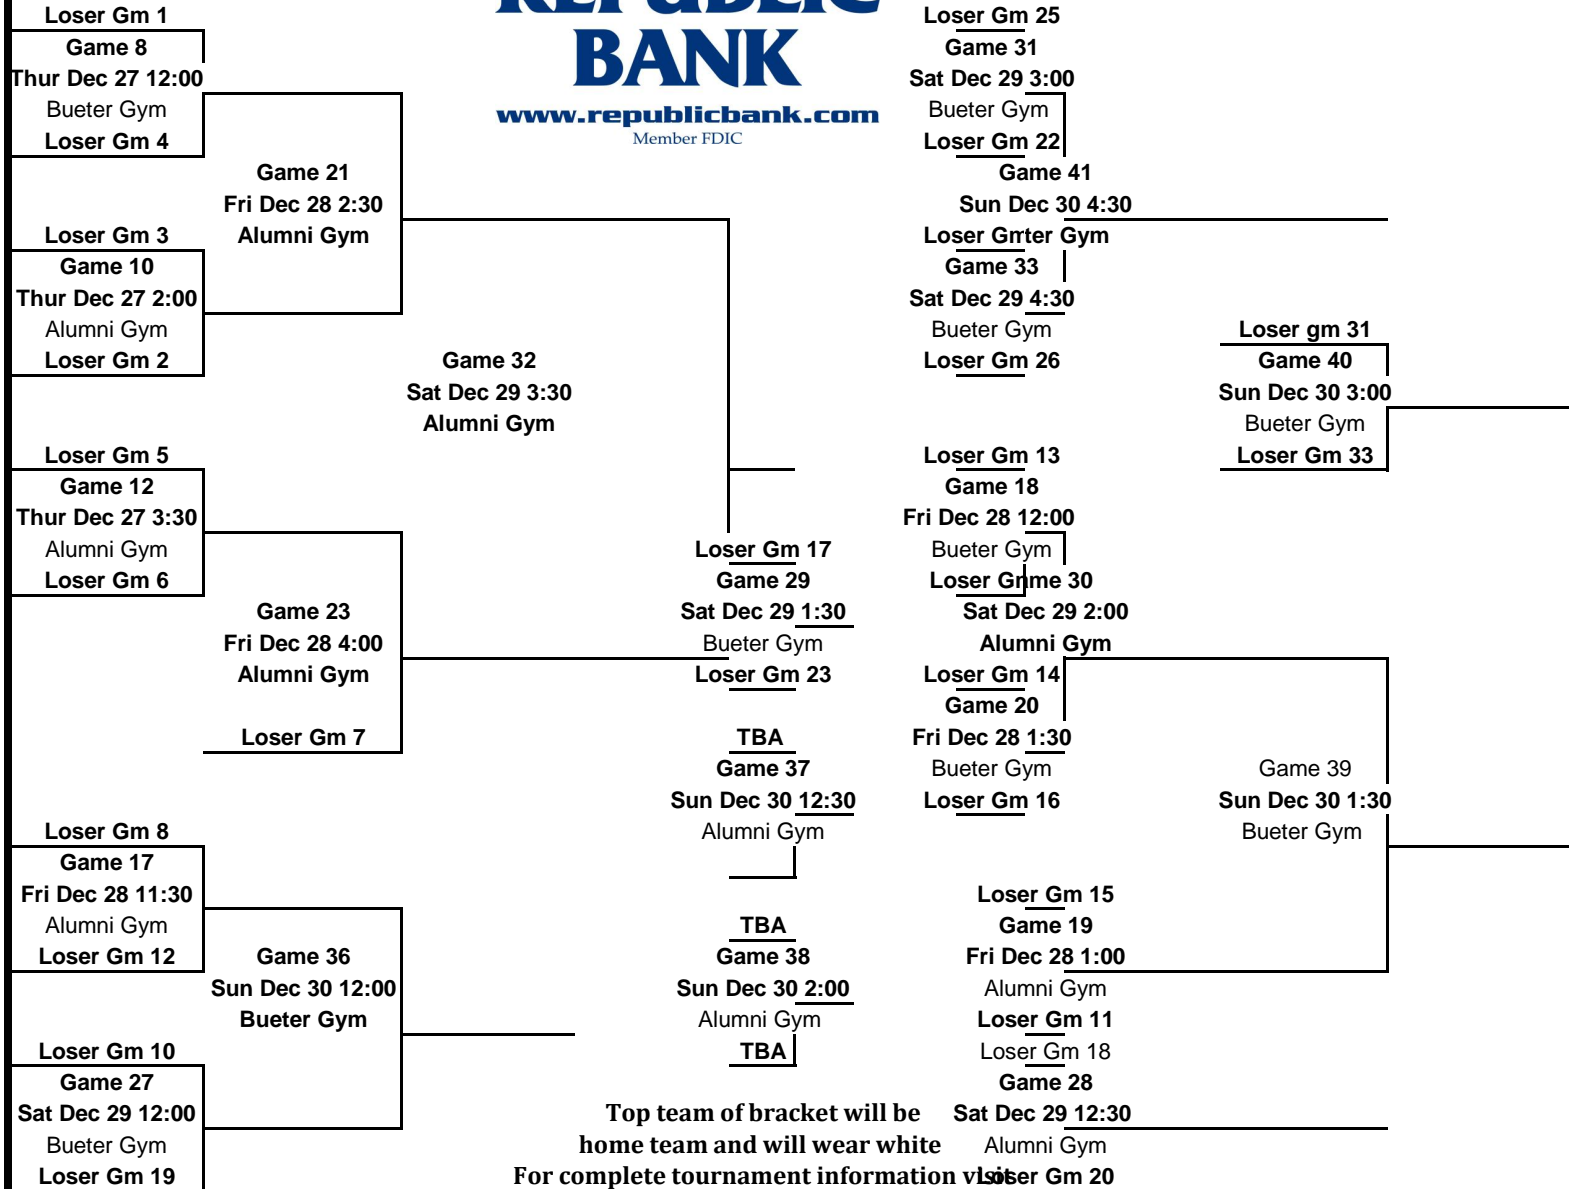 Loser Gm 1
Game 8
Thur Dec 27 12:00
Bueter Gym
Loser Gm 4
Game 21
Fri Dec 28 2:30
Alumni Gym
Loser Gm 3
Game 10
Thur Dec 27 2:00
Alumni Gym
Loser Gm 2
Game 32
Sat Dec 29 3:30
Alumni Gym
Loser Gm 5
Game 12
Thur Dec 27 3:30
Alumni Gym
Loser Gm 6
Game 23
Fri Dec 28 4:00
Alumni Gym
Loser Gm 7
Loser Gm 8
Game 17
Fri Dec 28 11:30
Alumni Gym
Loser Gm 12
Game 36
Sun Dec 30 12:00
Bueter Gym
Loser Gm 10
Game 27
Sat Dec 29 12:00
Bueter Gym
Loser Gm 19
REPUBLIC
BANK
www.republicbank.com
Member FDIC
Loser Gm 17
Game 29
Sat Dec 29 1:30
Bueter Gym
Loser Gm 23
TBA
Game 37
Sun Dec 30 12:30
Alumni Gym
TBA
Game 38
Sun Dec 30 2:00
Alumni Gym
TBA
Top team of bracket will be
home team and will wear white
For complete tournament information visit
Loser Gm 25
Game 31
Sat Dec 29 3:00
Bueter Gym
Loser Gm 22
Game 41
Sun Dec 30 4:30
Loser Gm
Gym
Game 33
Sat Dec 29 4:30
Bueter Gym
Loser Gm 26
Loser gm 31
Game 40
Sun Dec 30 3:00
Bueter Gym
Loser Gm 33
Loser Gm 13
Game 18
Fri Dec 28 12:00
Bueter Gym
Loser
30
Sat Dec 29 2:00
Alumni Gym
Loser Gm 14
Game 20
Fri Dec 28 1:30
Bueter Gym
Loser Gm 16
Game 39
Sun Dec 30 1:30
Bueter Gym
Loser Gm 15
Game 19
Fri Dec 28 1:00
Alumni Gym
Loser Gm 11
Loser Gm 18
Game 28
Sat Dec 29 12:30
Alumni Gym
Loser Gm 20